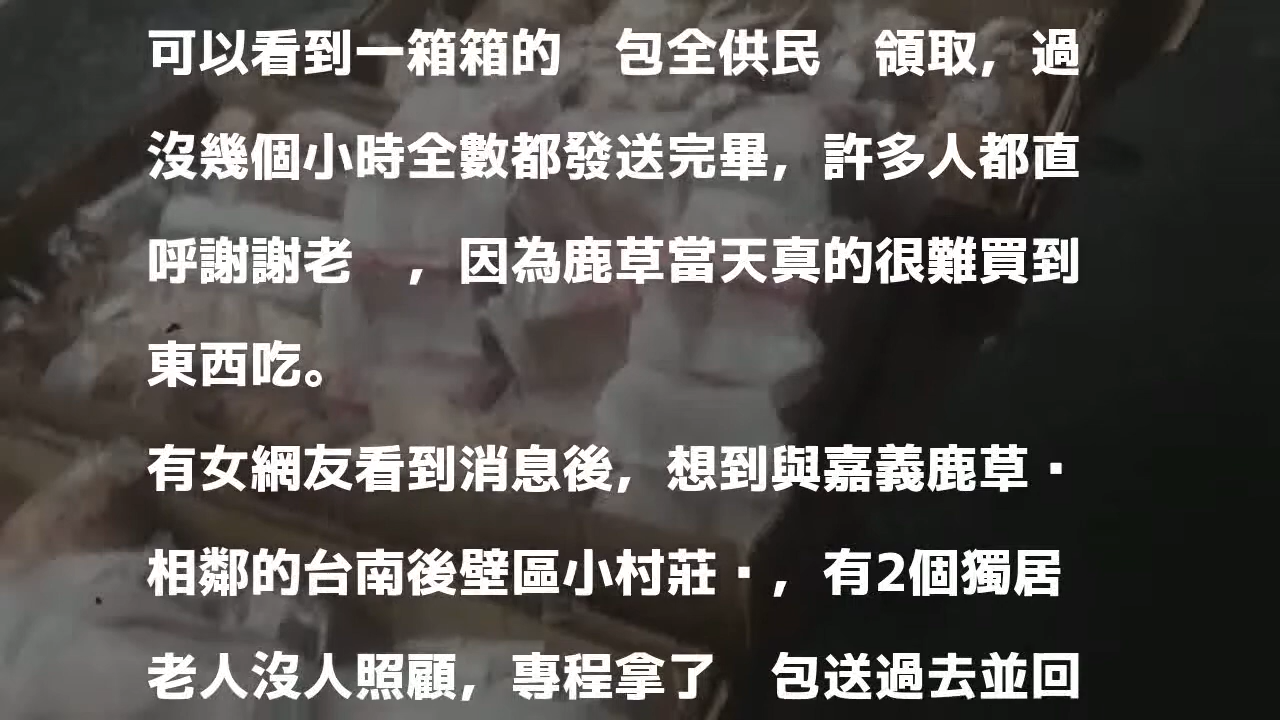 可以看到一箱箱的　包全供民　領取，過
沒幾個小時全數都發送完畢，許多人都直
呼謝謝老　，因為鹿草當天真的很難買到
東西吃。
有女網友看到消息後，想到與嘉義鹿草▪
相鄰的台南後壁區小村莊▪，有2個獨居
老人沒人照顧，專程拿了　包送過去並回